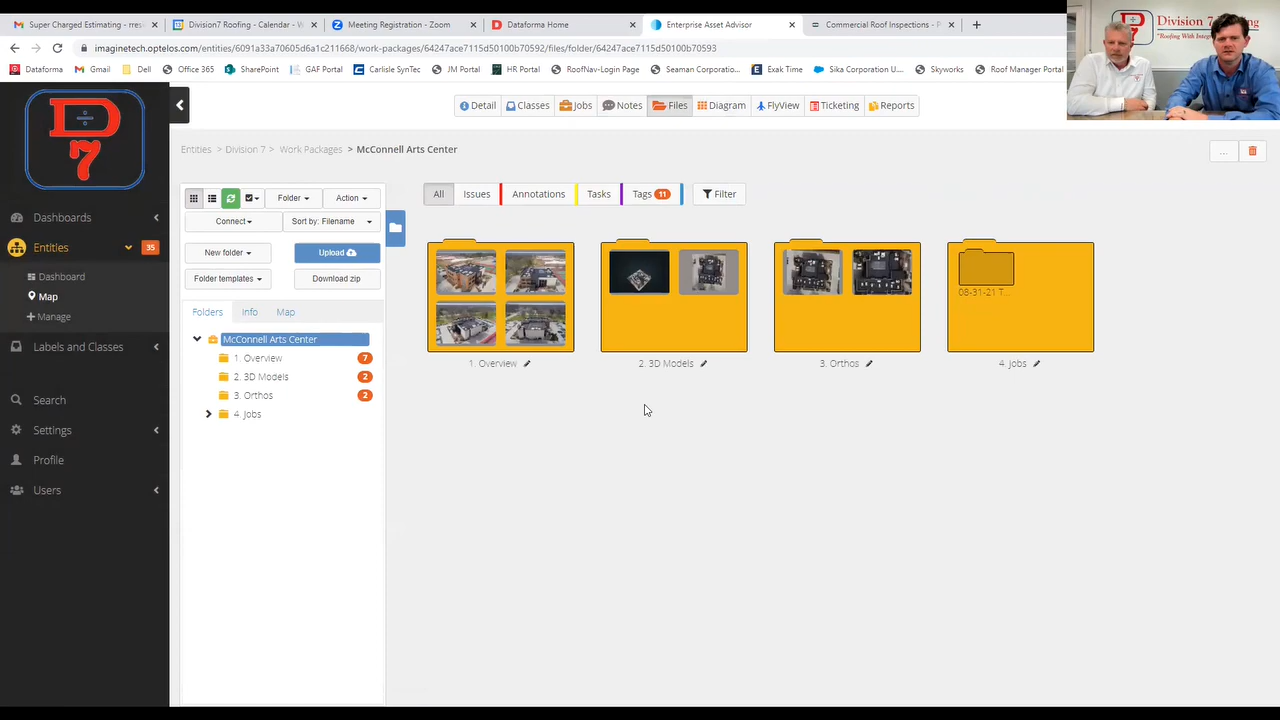 Super Charged Estimating - rres
Division7 Roofing - Calendar - W
Meeting Registration - Zoom
Dataforma Home
Enterprise Asset Advisor
Commercial Roof Inspections - P
imaginetech.optelos.com/entities/6091a33a70605d6a1c211668/
/files/folder/64247ace7115d50100b70593
Dataforma
Gmail
Dell
Office 365
SharePoint
GAF Portal
Carlisle SynTec
JM Portal
HR Portal
RoofNav-Login Page
Seaman Corporatio...
Exak Time
Sika Corporation U....
Skyworks
Roof Manager Portal
Division 7 Roofing
"Roofing With
D
÷
7
Detail
Classes
Jobs
Notes
Files
Diagram
FlyView
Ticketing
Reports
Entities > Division 7 > Work Packages > McConnell Arts Center
...
Folder
Action
Connect
Sort by: Filename
New folder
Upload
Folder templates
Download zip
All
Issues
Annotations
Tasks
Tags 11
Filter
Dashboards
Entities 35
Dashboard
Map
Manage
Labels and Classes
Search
Settings
Profile
Users
Folders
Info
Map
McConnell Arts Center
1. Overview 7
2. 3D Models 2
3. Orthos 2
4. Jobs
08-31-21 T...
1. Overview
2. 3D Models
3. Orthos
4. Jobs